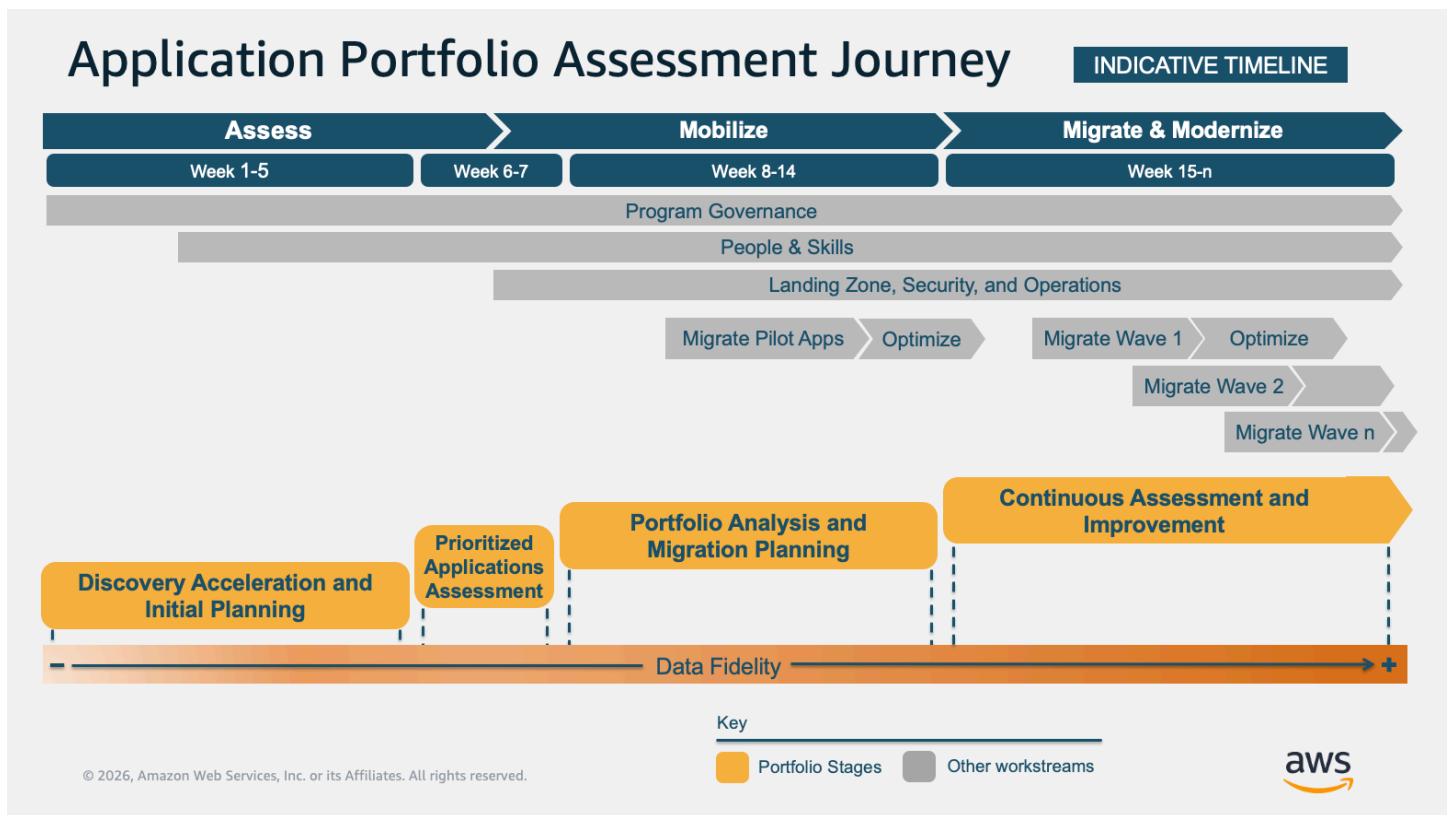 Application Portfolio Assessment Journey
INDICATIVE TIMELINE
Assess
Mobilize
Migrate & Modernize
Week 1-5
Week 6-7
Week 8-14
Week 15-n
Program Governance
People & Skills
Landing Zone, Security, and Operations
Migrate Pilot Apps
Optimize
Migrate Wave 1
Optimize
Migrate Wave 2
Migrate Wave n
Continuous Assessment and
Improvement
Portfolio Analysis and
Migration Planning
Prioritized
Applications
Assessment
Discovery Acceleration and
Initial Planning
- Data Fidelity +
Key
Portfolio Stages
Other workstreams
© 2026, Amazon Web Services, Inc. or its Affiliates. All rights reserved.
aws